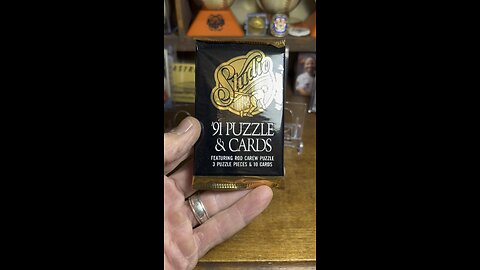 Studio
'91 PUZZLE
& CARDS
FEATURING ROD CAREW PUZZLE
3 PUZZLE PIECES & 10 CARDS